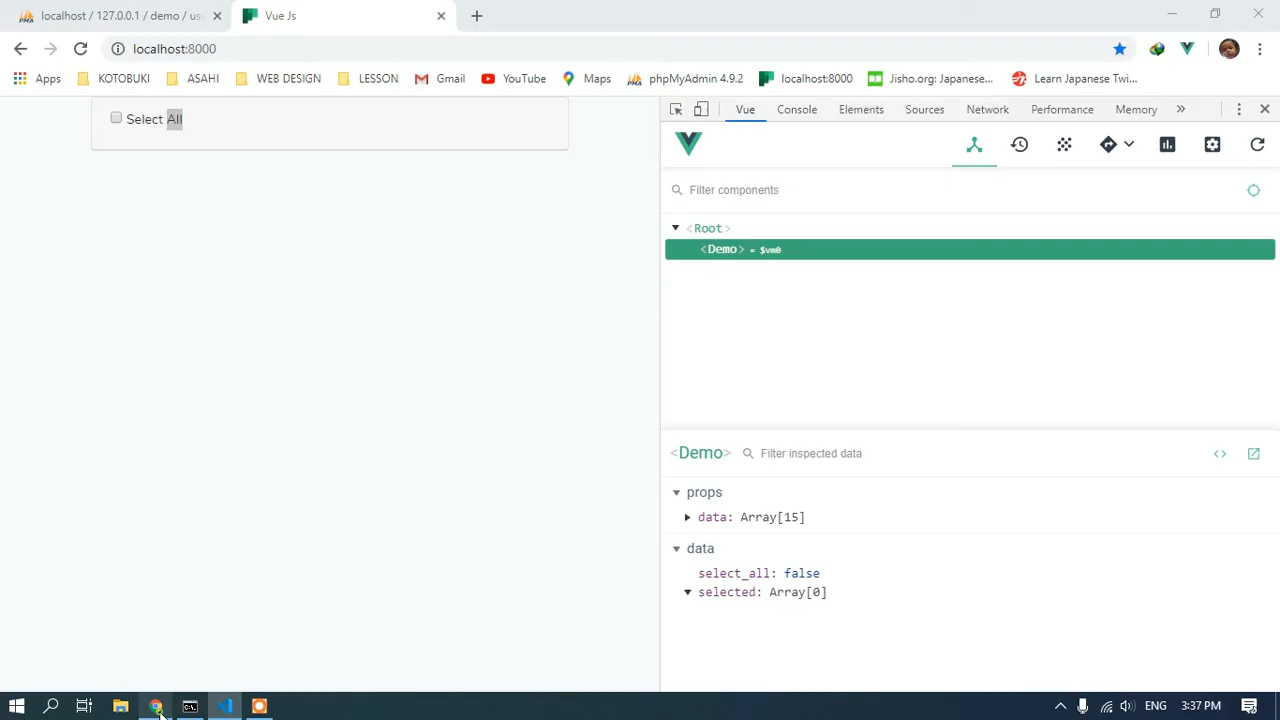 localhost / 127.0.0.1 / demo / use
Vue Js
localhost:8000
Apps KOTOBUKI ASAHI WEB DESIGN LESSON Gmail YouTube Maps phpMyAdmin 4.9.2 localhost:8000 Jisho.org: Japanese... Learn Japanese Twi...
Select All
Vue Console Elements Sources Network Performance Memory »
Filter components
<Root>
<Demo> = $vm0
<Demo> Filter inspected data
props
data: Array[15]
data
select_all: false
selected: Array[0]
ENG 3:37 PM